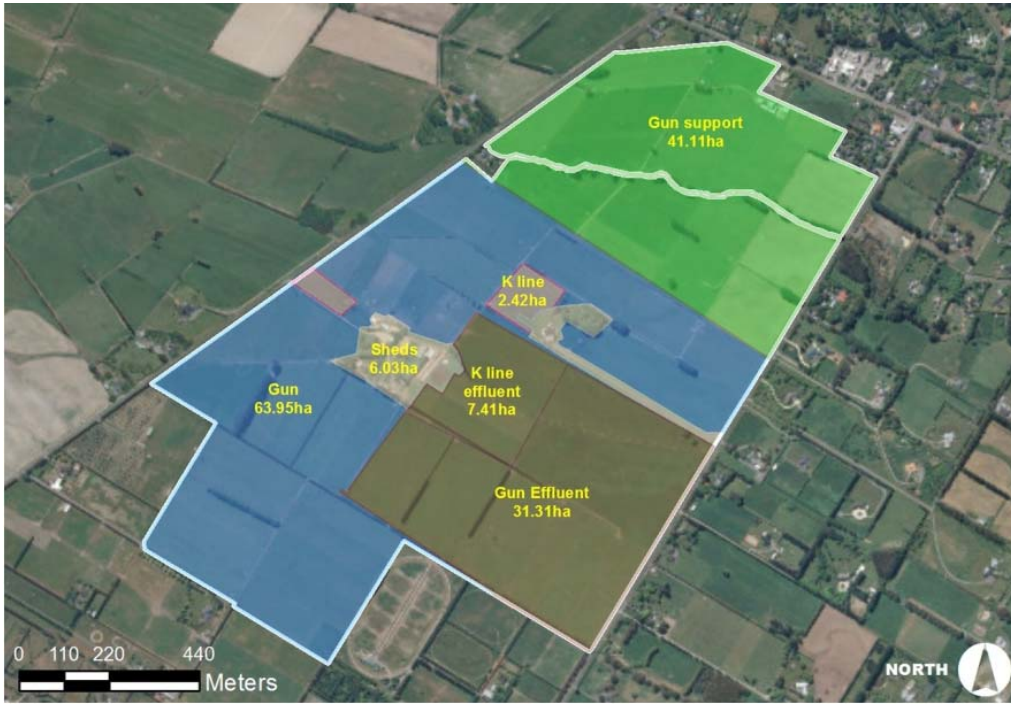 Gun support
41.11ha
K line
2.42ha
Sheds
6.03ha
K line
effluent
7.41ha
Gun
63.95ha
Gun Effluent
31.31ha
0 110 220 440
Meters
NORTH